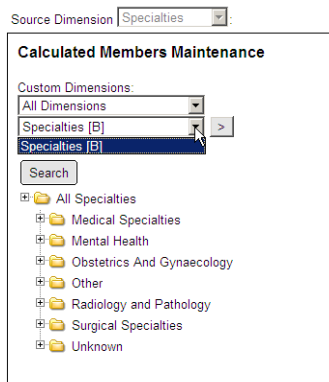 Source Dimension Specialties :
Calculated Members Maintenance
Custom Dimensions:
All Dimensions
Specialties [B] >
Specialties [B]
Search
All Specialties
Medical Specialties
Mental Health
Obstetrics And Gynaecology
Other
Radiology and Pathology
Surgical Specialties
Unknown